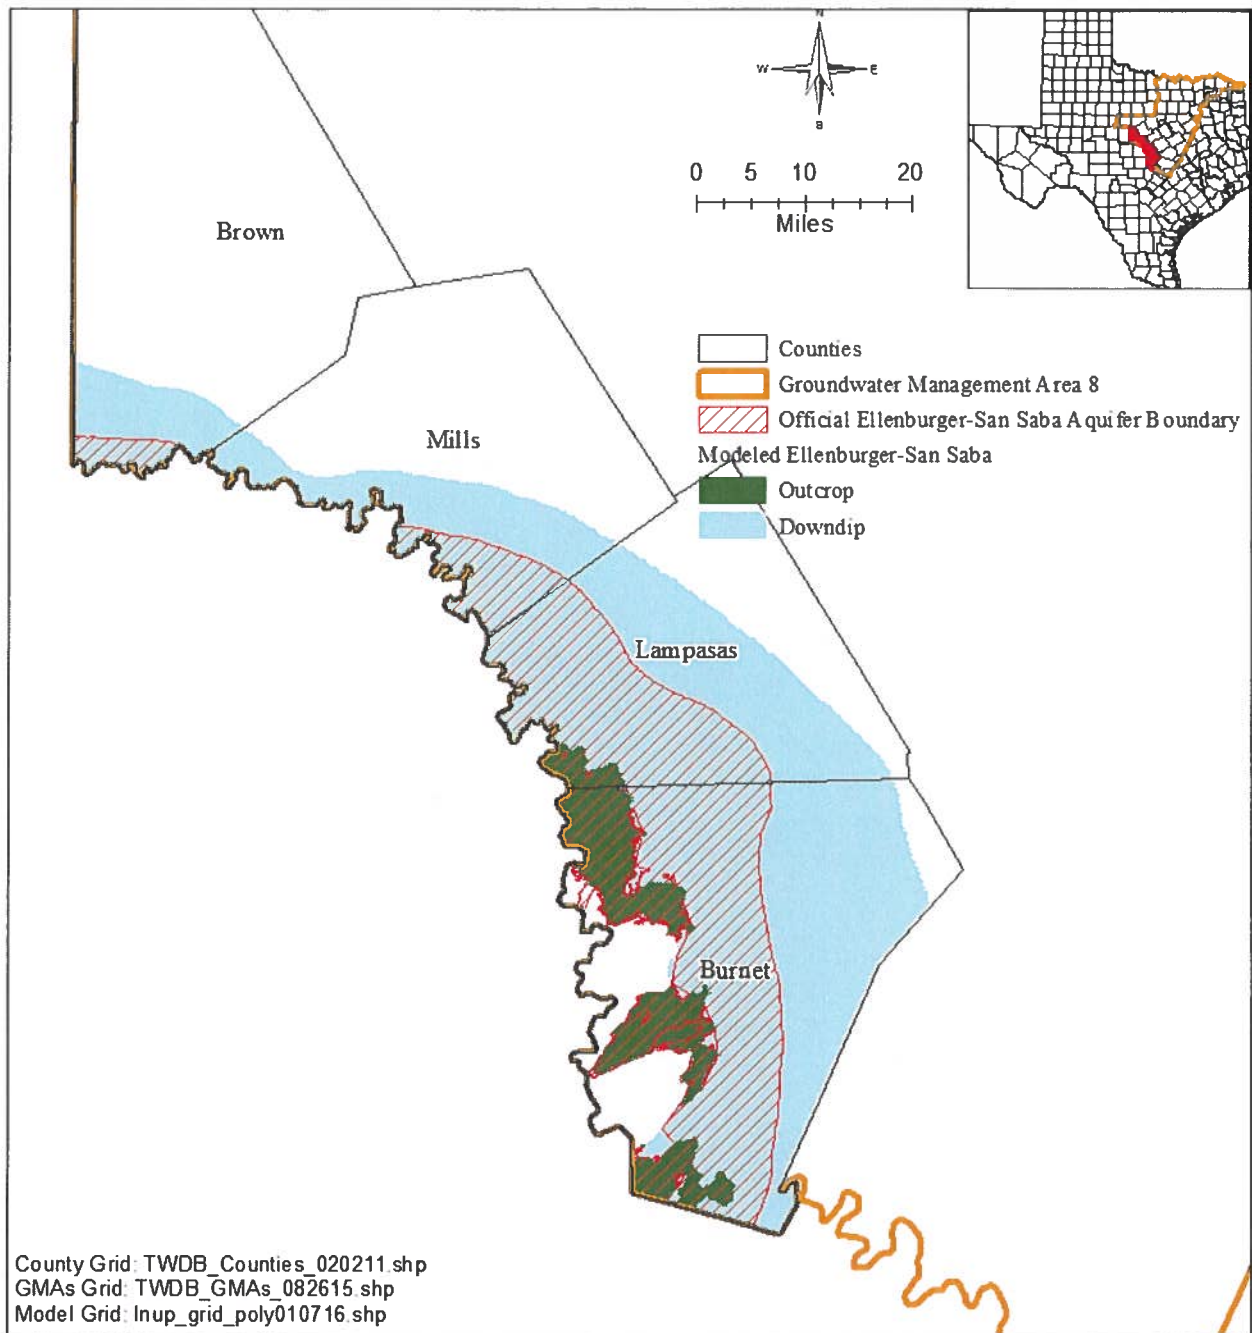 N
W E
s
0 5 10 20
Miles
Brown
Counties
Groundwater Management Area 8
Official Ellenburger-San Saba Aquifer Boundary
Mills
Modeled Ellenburger-San Saba
Outcrop
Downdip
Lampasas
Burnet
County Grid: TWDB_Counties_020211.shp
GMAs Grid: TWDB_GMAs_082615.shp
Model Grid: lnup_grid_poly010716.shp